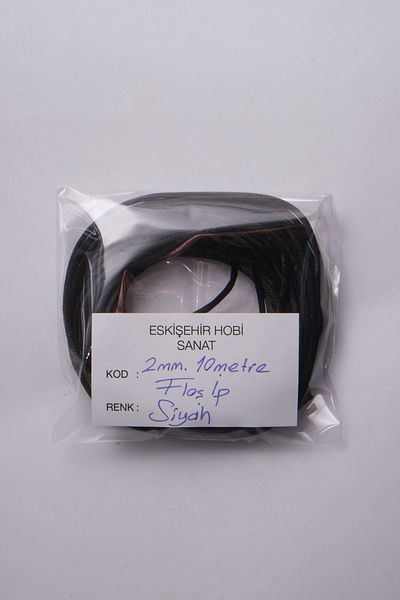 ESKİŞEHİR HOBİ
SANAT
KOD : 2mm. 10metre
Floş İp
RENK : Siyah